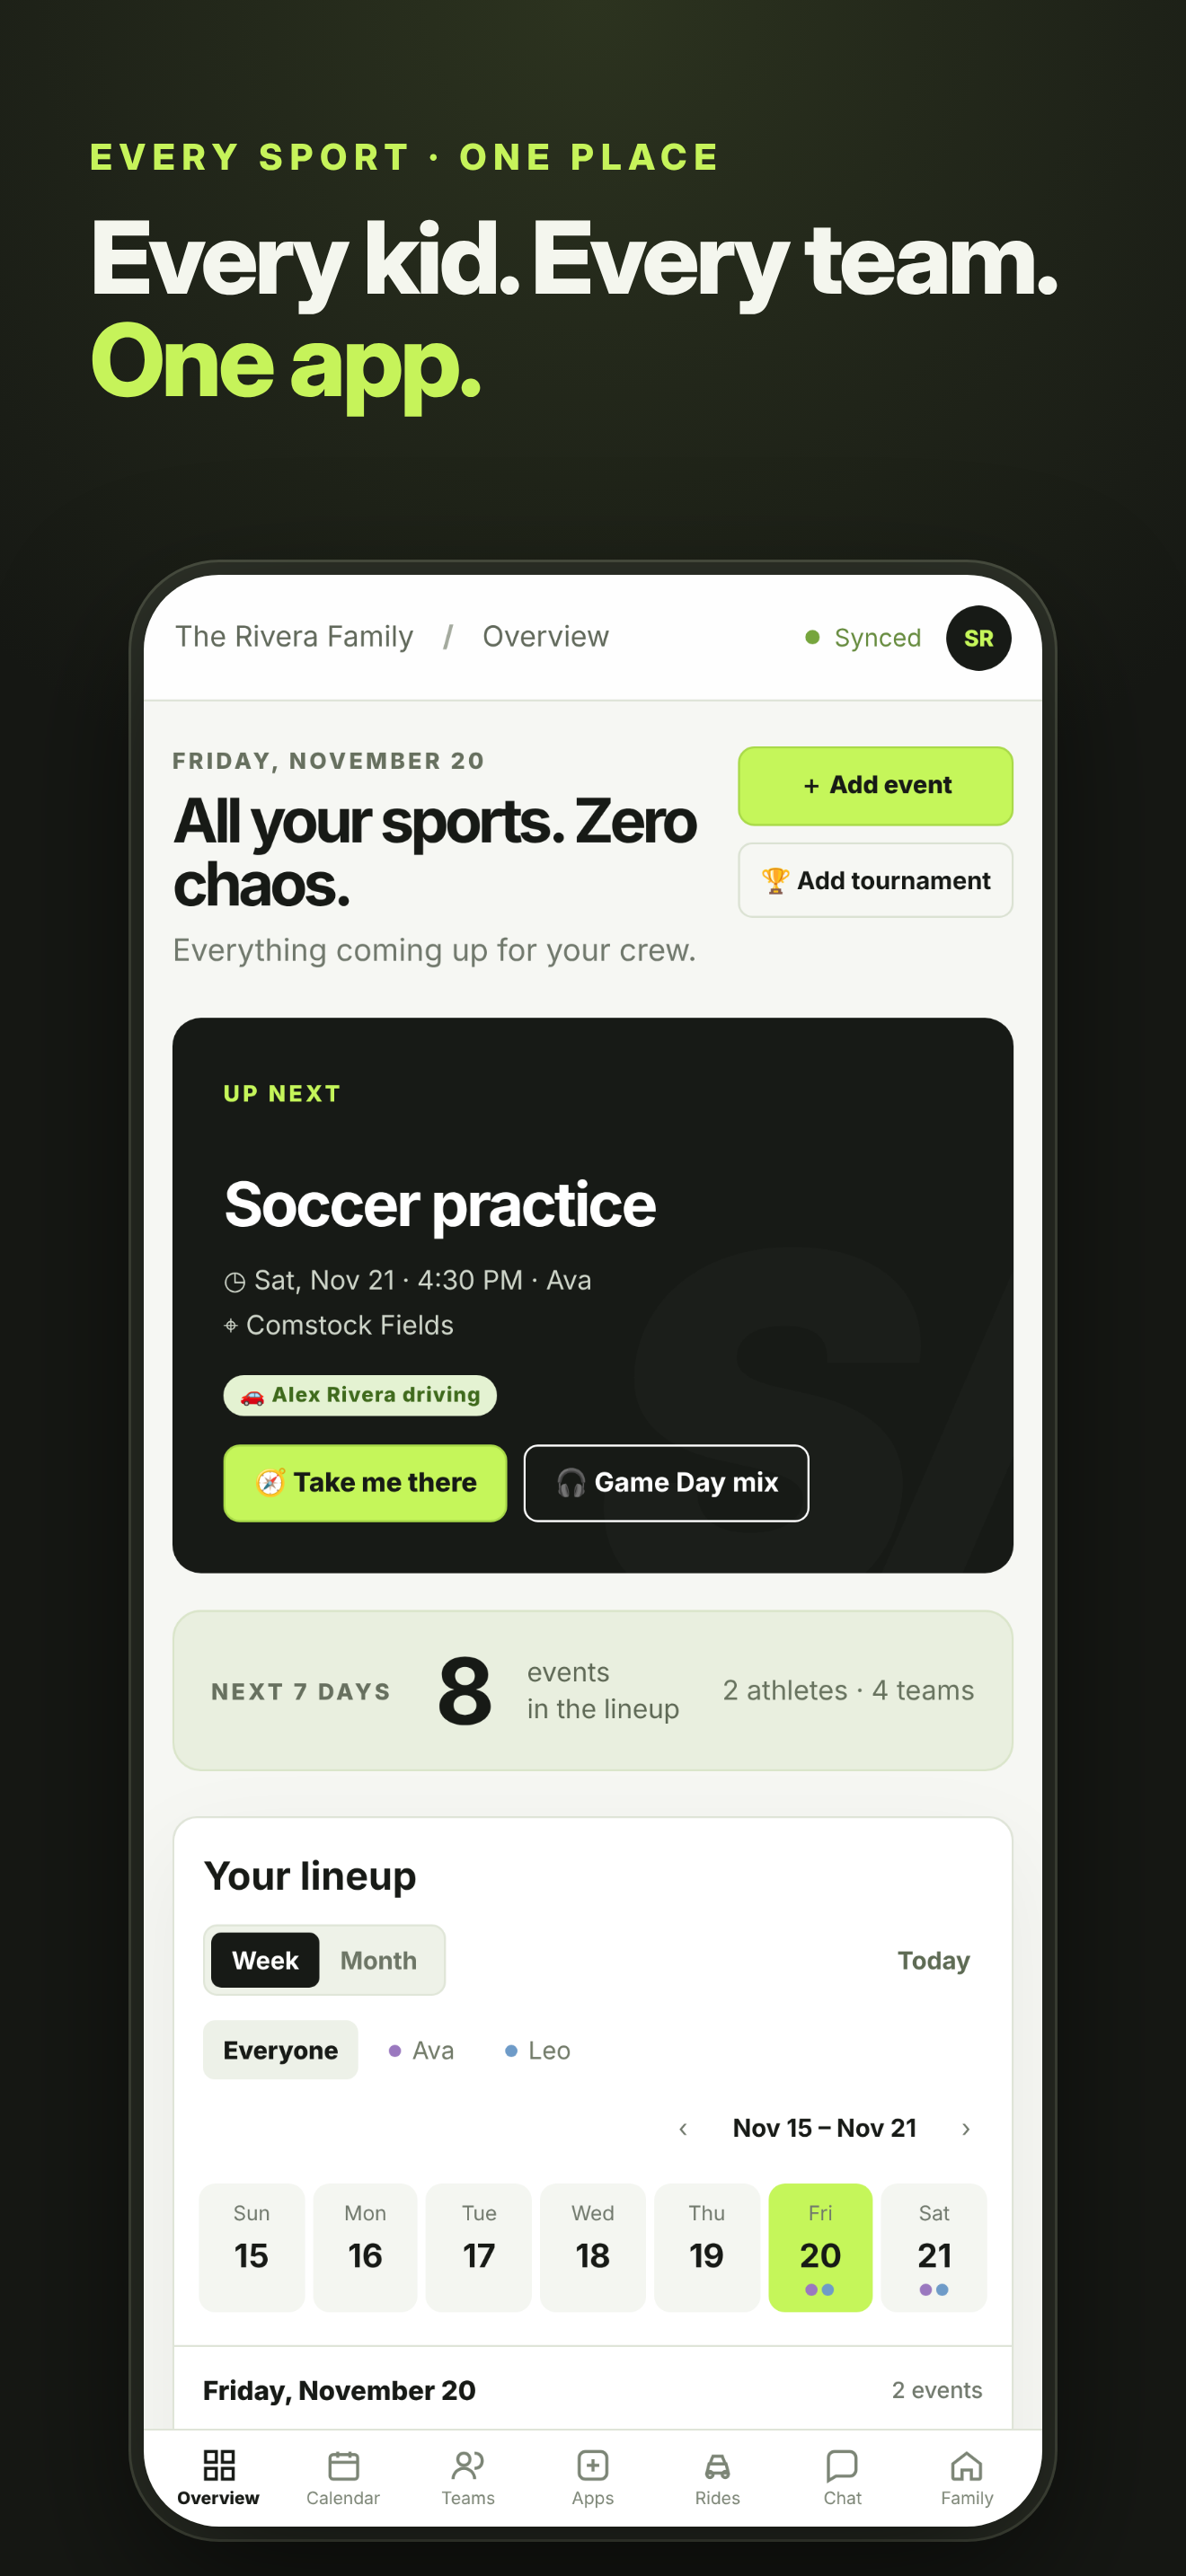 EVERY SPORT · ONE PLACE
Every kid. Every team.
One app.
The Rivera Family / Overview
Synced
SR
FRIDAY, NOVEMBER 20
All your sports. Zero
chaos.
Everything coming up for your crew.
+ Add event
🏆 Add tournament
UP NEXT
Soccer practice
Sat, Nov 21 · 4:30 PM · Ava
Comstock Fields
🚗 Alex Rivera driving
🧭 Take me there
🎧 Game Day mix
S/
NEXT 7 DAYS
8
events
in the lineup
2 athletes · 4 teams
Your lineup
Week
Month
Today
Everyone
Ava
Leo
‹ Nov 15 – Nov 21 ›
Sun Mon Tue Wed Thu Fri Sat
15 16 17 18 19 20 21
Friday, November 20
2 events
Overview Calendar Teams Apps Rides Chat Family